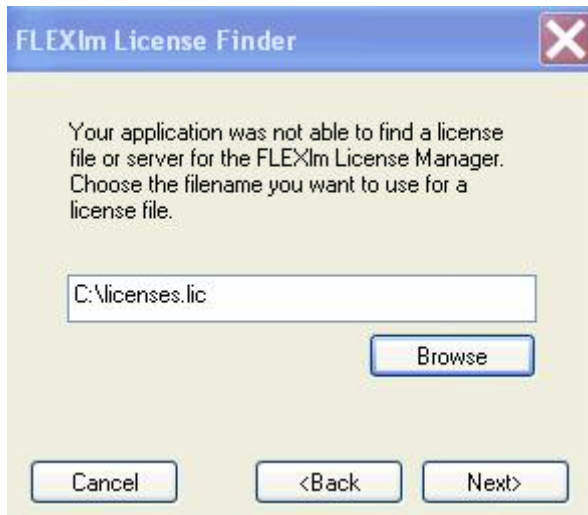 FLEXlm License Finder
Your application was not able to find a license
file or server for the FLEXlm License Manager.
Choose the filename you want to use for a
license file.
C:\licenses.lic
Browse
Cancel
<Back
Next>